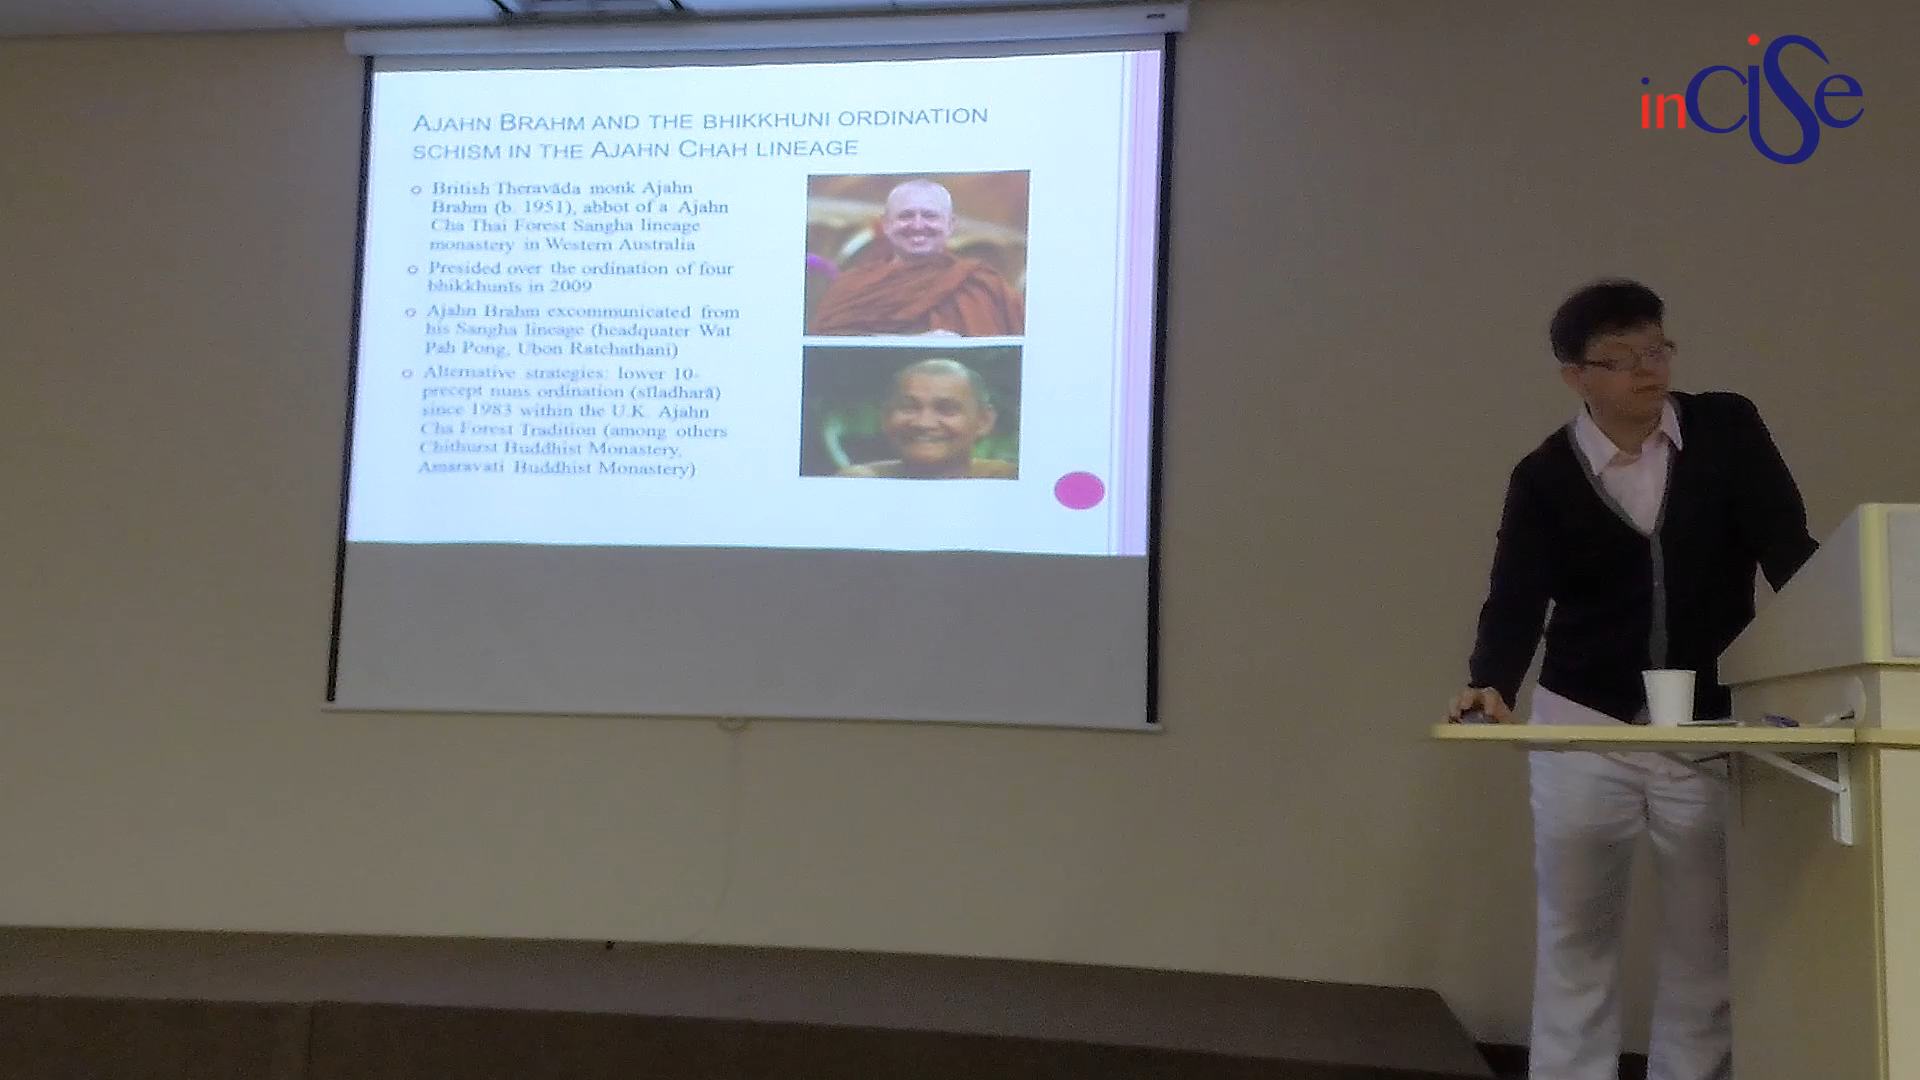 AJAHN BRAHM AND THE BHIKKHUNI ORDINATION
SCHISM IN THE AJAHN CHAH LINEAGE
British Theravāda monk Ajahn
Brahm (b. 1951), abbot of a Ajahn
Cha Thai Forest Sangha lineage
monastery in Western Australia
Presided over the ordination of four
bhikkhunīs in 2009
Ajahn Brahm excommunicated from
his Sangha lineage (headquater Wat
Pah Pong, Ubon Ratchathani)
Alternative strategies: lower 10-
precept nuns ordination (sīladharā)
since 1983 within the U.K. Ajahn
Cha Forest Tradition (among others
Chithurst Buddhist Monastery,
Amaravati Buddhist Monastery)
inCISe